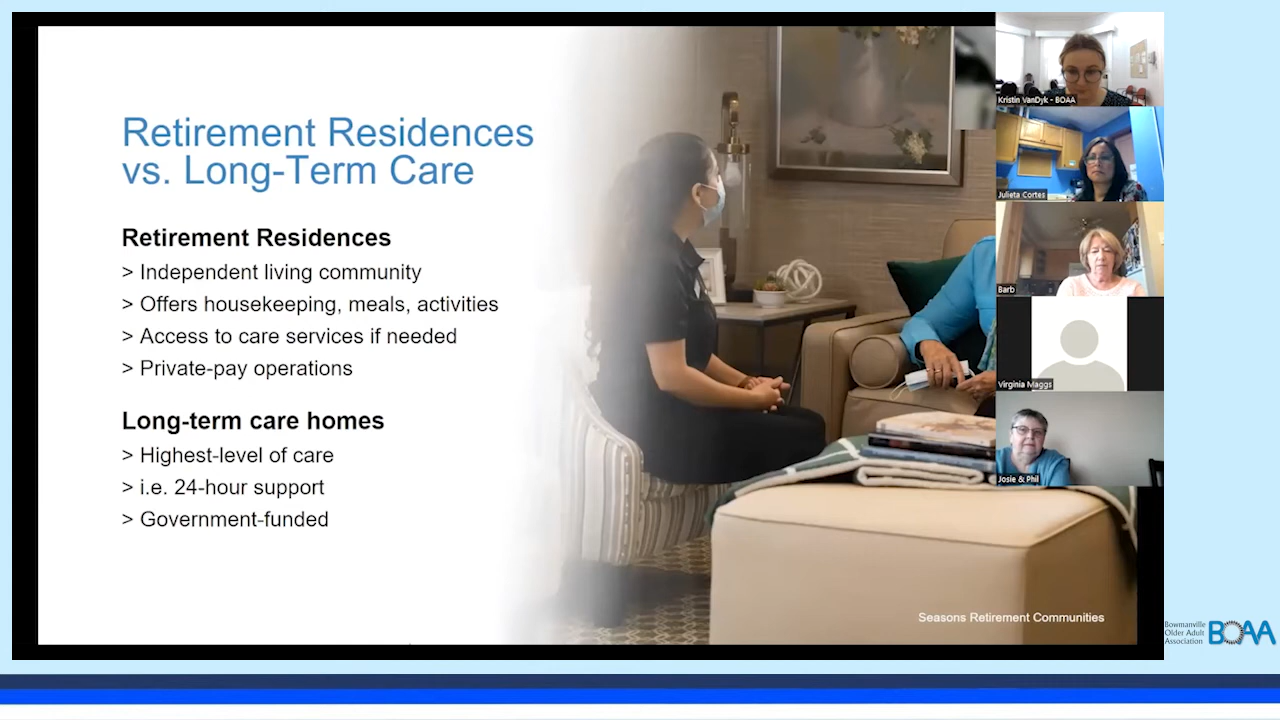 Retirement Residences
vs. Long-Term Care
Retirement Residences
> Independent living community
> Offers housekeeping, meals, activities
> Access to care services if needed
> Private-pay operations
Long-term care homes
> Highest-level of care
> i.e. 24-hour support
> Government-funded
Seasons Retirement Communities
Kristin VanDyk - BOAA
Julieta Cortes
Barb
Virginia Maggs
Josie & Phil
Bowmanville
Older Adult
Association
BOAA